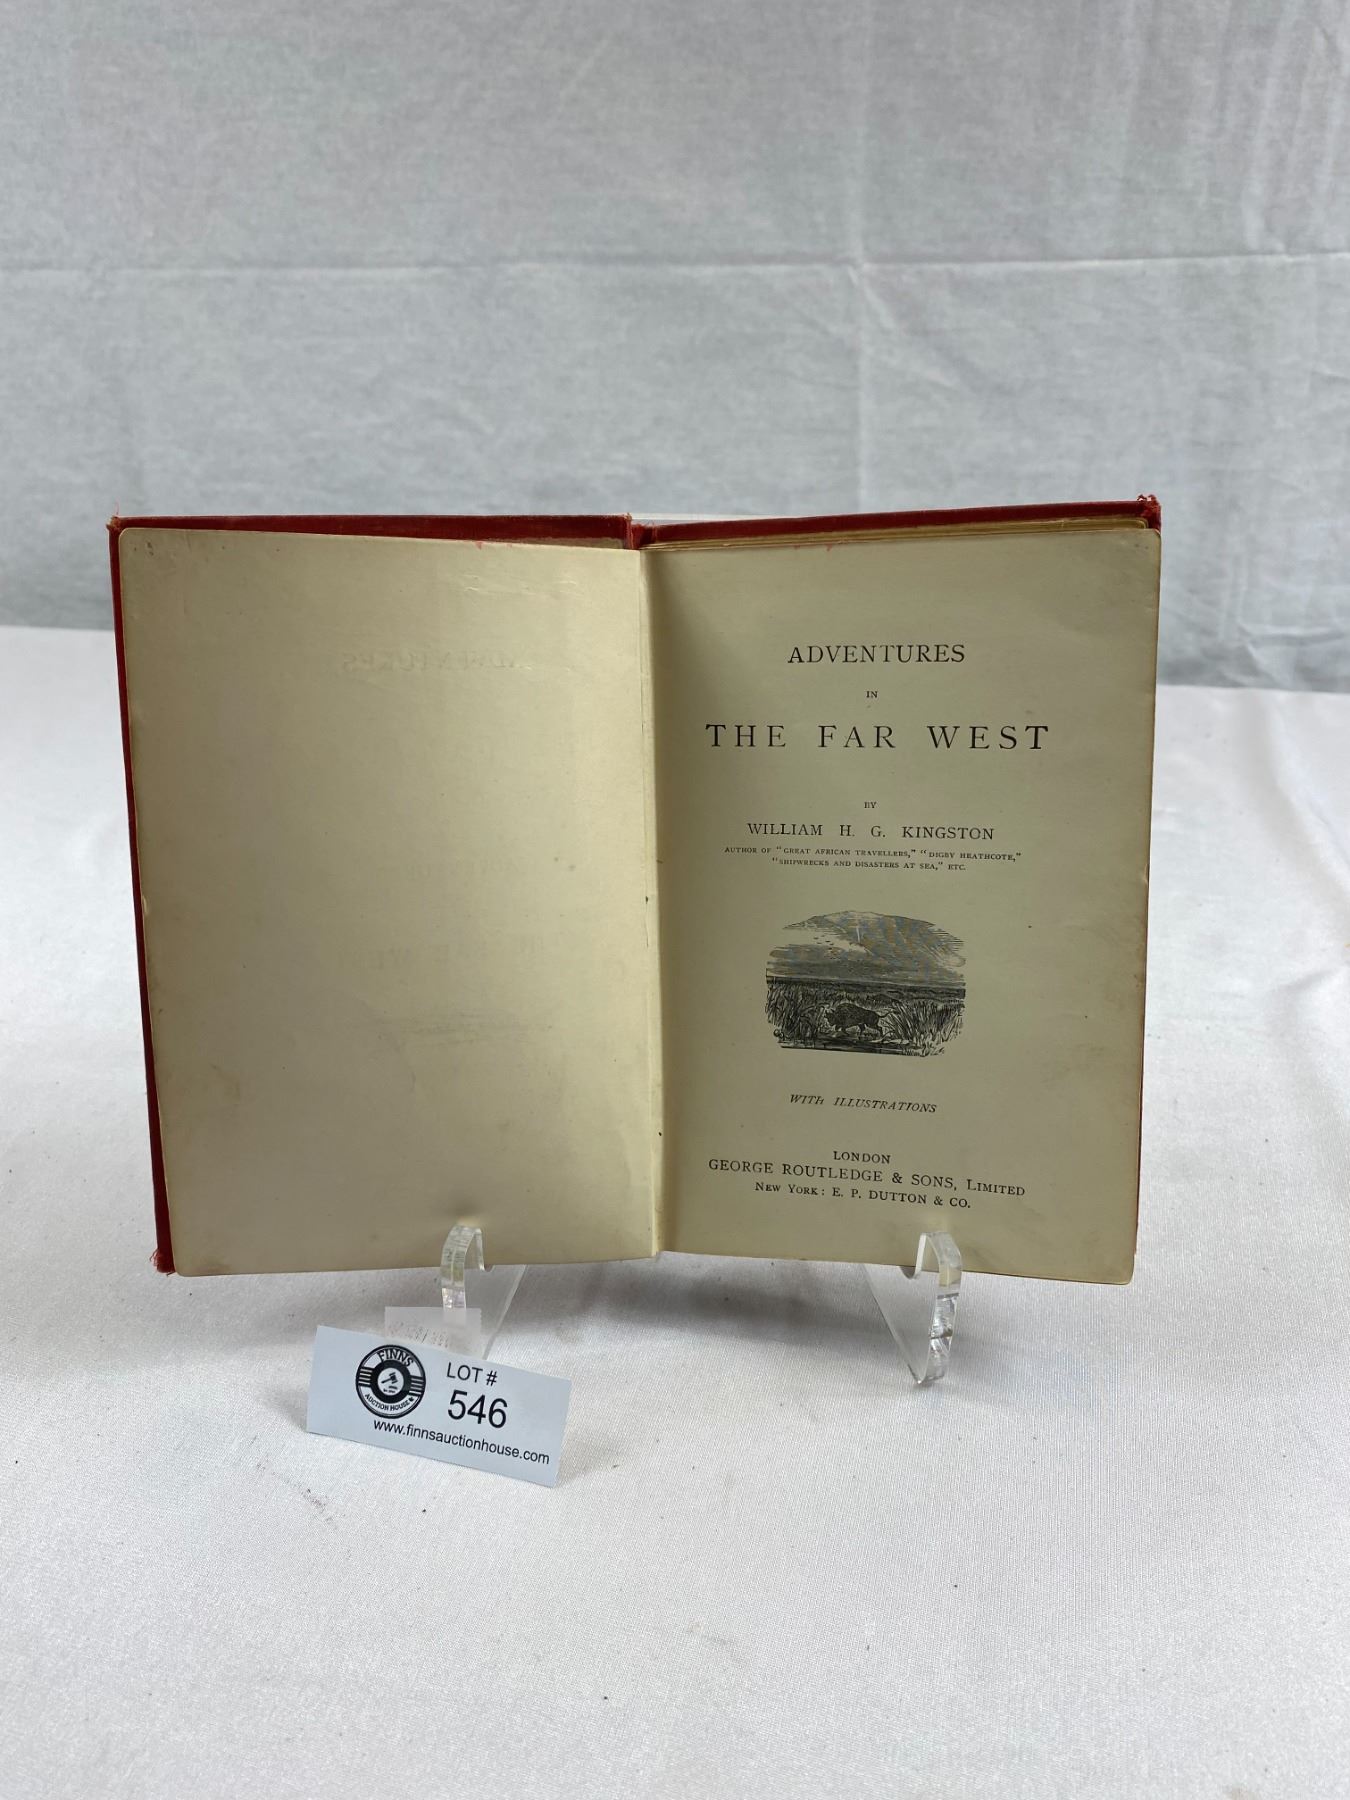 ADVENTURES
IN
THE FAR WEST
BY
WILLIAM H. G. KINGSTON
AUTHOR OF "GREAT AFRICAN TRAVELLERS," "DIGBY HEATHCOTE,"
"SHIPWRECKS AND DISASTERS AT SEA," ETC.
WITH ILLUSTRATIONS
LONDON
GEORGE ROUTLEDGE & SONS, LIMITED
NEW YORK: E. P. DUTTON & CO.
FINNS
AUCTION HOUSE
LOT #
546
www.finnsauctionhouse.com